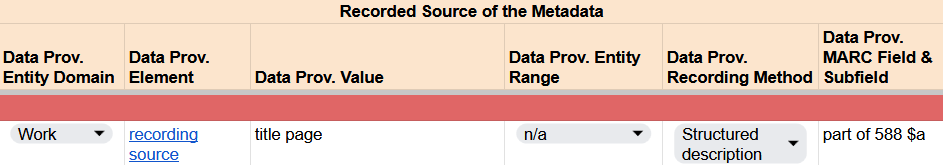 Recorded Source of the Metadata
Data Prov. Entity Domain
Data Prov. Element
Data Prov. Value
Data Prov. Entity Range
Data Prov. Recording Method
Data Prov. MARC Field & Subfield
Work
recording source
title page
n/a
Structured description
part of 588 $a